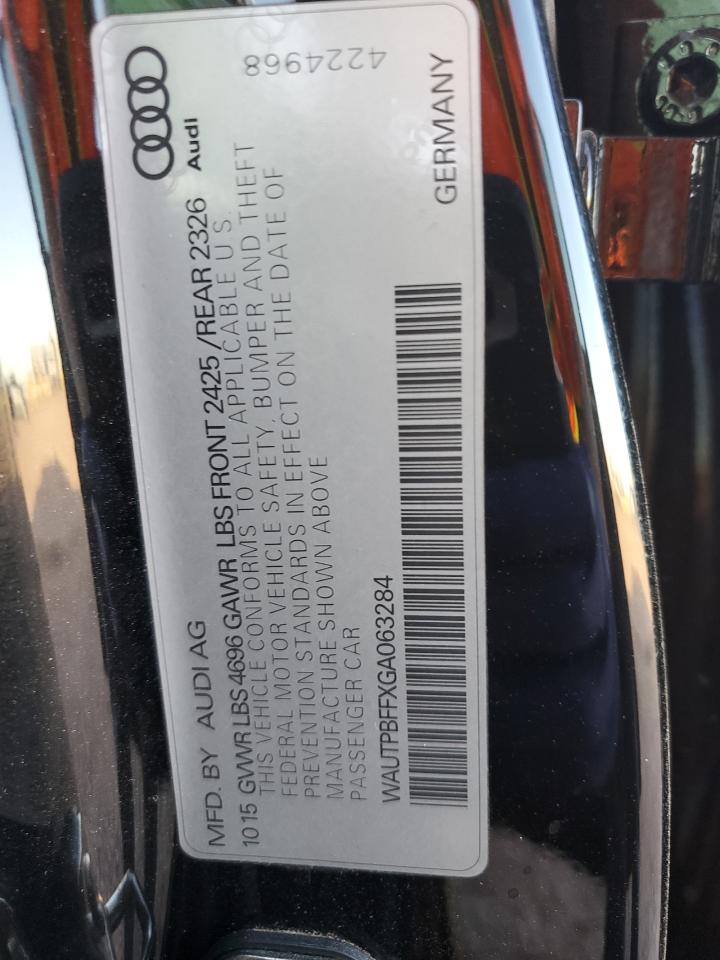 4224968
Audi
MFD. BY AUDI AG
10 15 GVWR LBS 4696 GAWR LBS FRONT 2425 /REAR 2326
THIS VEHICLE CONFORMS TO ALL APPLICABLE U S.
FEDERAL MOTOR VEHICLE SAFETY, BUMPER AND THEFT
PREVENTION STANDARDS IN EFFECT ON THE DATE OF
MANUFACTURE SHOWN ABOVE
PASSENGER CAR
WAUTPBFFXGA063284
GERMANY